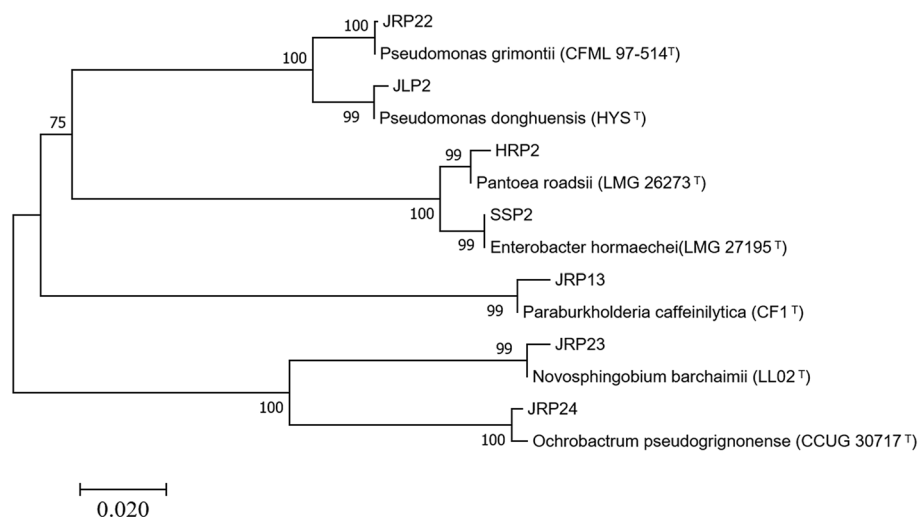 JRP22
100
Pseudomonas grimontii (CFML 97-514ᵀ)
100
JLP2
99
Pseudomonas donghuensis (HYS ᵀ)
75
HRP2
99
Pantoea roadsii (LMG 26273 ᵀ)
100
SSP2
99
Enterobacter hormaechei(LMG 27195 ᵀ)
JRP13
99
Paraburkholderia caffeinilytica (CF1 ᵀ)
JRP23
99
Novosphingobium barchaimii (LL02 ᵀ)
100
JRP24
100
Ochrobactrum pseudogrignonense (CCUG 30717 ᵀ)
0.020